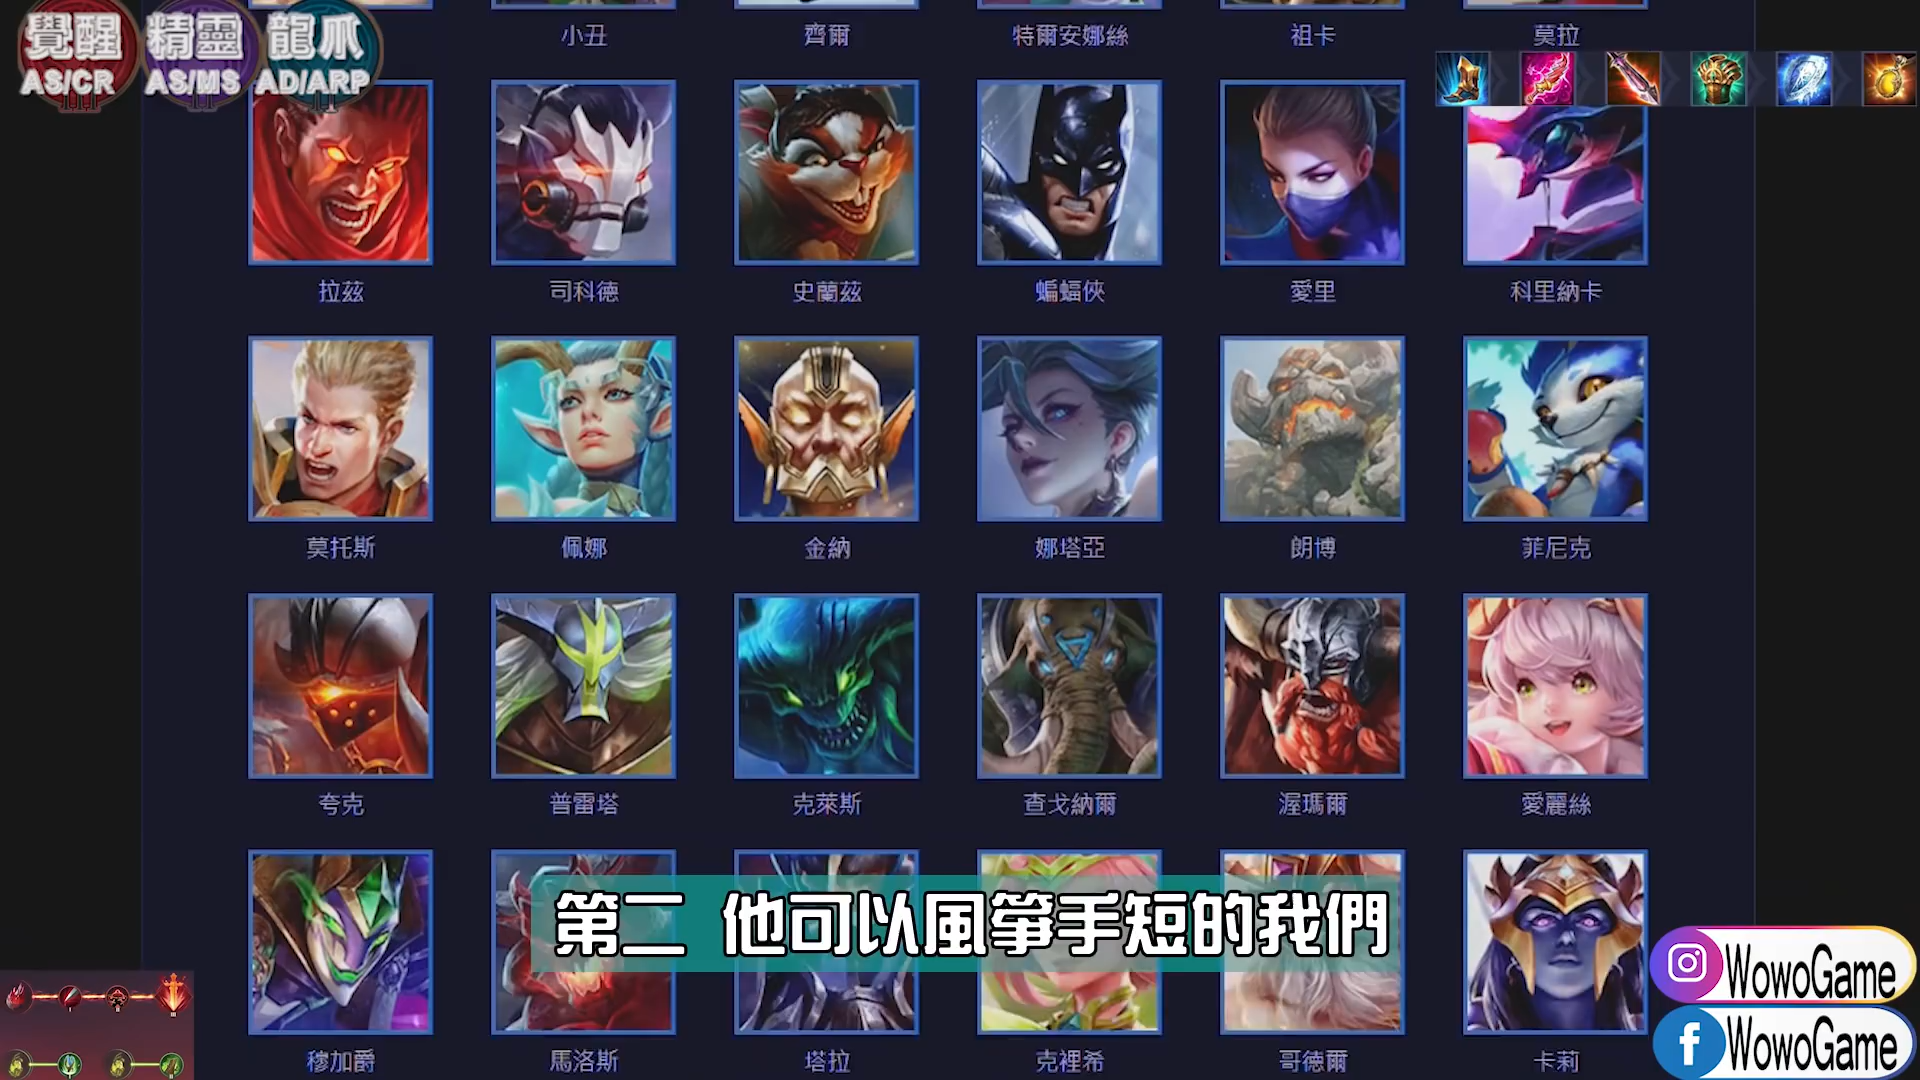 覺醒 精靈 龍爪
AS/CR AS/MS AD/ARP
小丑 齊爾 特爾安娜絲 祖卡 莫拉
拉茲 司科德 史蘭茲 蝙蝠俠 愛里 科里納卡
莫托斯 佩娜 金納 娜塔亞 朗博 菲尼克
夸克 普雷塔 克萊斯 查戈納爾 渥瑪爾 愛麗絲
第二 他可以風箏手短的我們
WowoGame
WowoGame
穆加爵 馬洛斯 塔拉 克裡希 哥德爾 卡莉